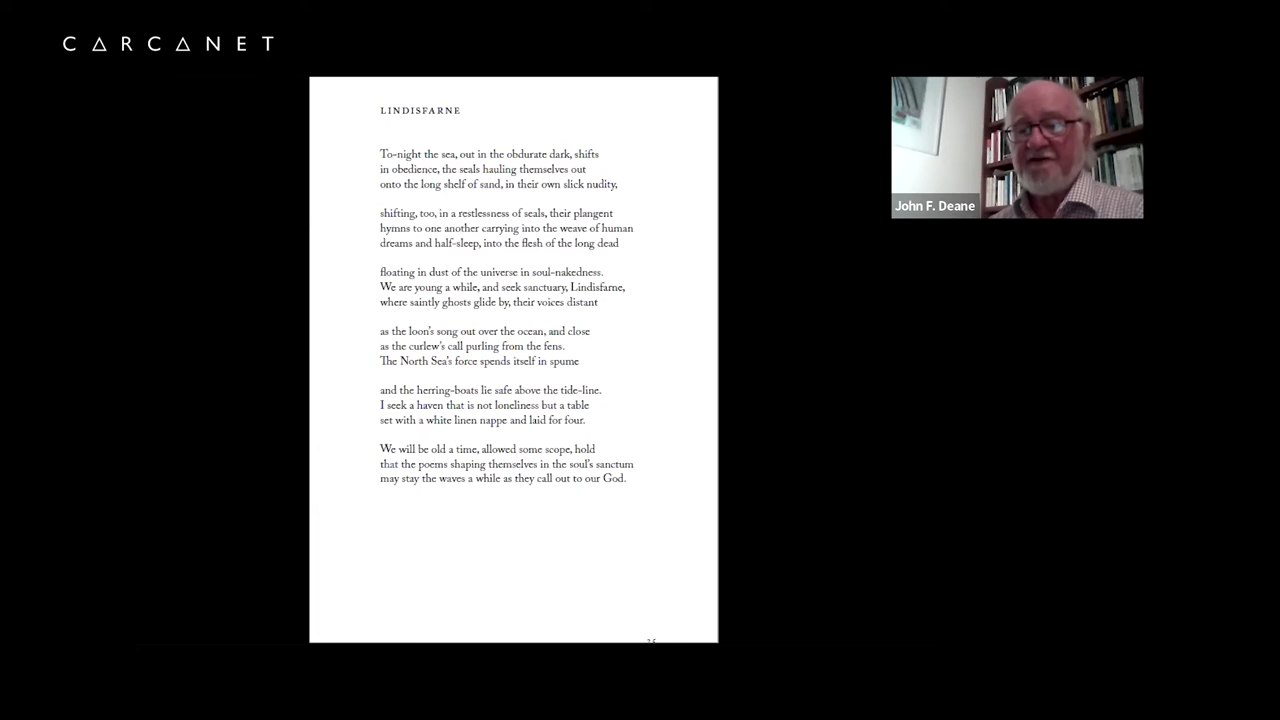 CARCANET
LINDISFARNE
To-night the sea, out in the obdurate dark, shifts
in obedience, the seals hauling themselves out
onto the long shelf of sand, in their own slick nudity,
shifting, too, in a restlessness of seals, their plangent
hymns to one another carrying into the weave of human
dreams and half-sleep, into the flesh of the long dead
floating in dust of the universe in soul-nakedness.
We are young a while, and seek sanctuary, Lindisfarne,
where saintly ghosts glide by, their voices distant
as the loon's song out over the ocean, and close
as the curlew's call purling from the fens.
The North Sea's force spends itself in spume
and the herring-boats lie safe above the tide-line.
I seek a haven that is not loneliness but a table
set with a white linen nappe and laid for four.
We will be old a time, allowed some scope, hold
that the poems shaping themselves in the soul's sanctum
may stay the waves a while as they call out to our God.
John F. Deane